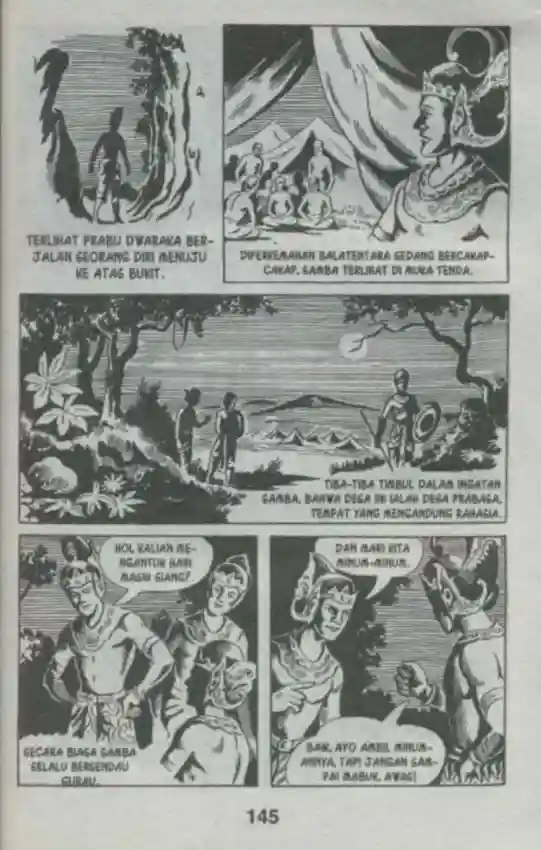 TERLIHAT PRABU DWARAKA BER-
JALAN SEORANG DIRI MENUJU
KE ATAS BUKIT.
DIPERKEMAHAN BALATENTARA SEDANG BERCAKAP-
CAKAP, SAMBA TERLIHAT DI MUKA TENDA.
TIBA-TIBA TIMBUL DALAM INGATAN
SAMBA, BAHWA DESA INI IALAH DESA PRABASA,
TEMPAT YANG MENGANDUNG RAHASIA.
HOI, KALIAN ME-
NGANTUK HARI
MASIH SIANG?
SECARA BIASA SAMBA
SELALU BERSENDAU
GURAU.
DAN MARI KITA
MINUM-MINUM.
BAIK, AYO AMBIL MINUM-
ANNYA, TAPI JANGAN SAM-
PAI MABUK, AWAS!
145